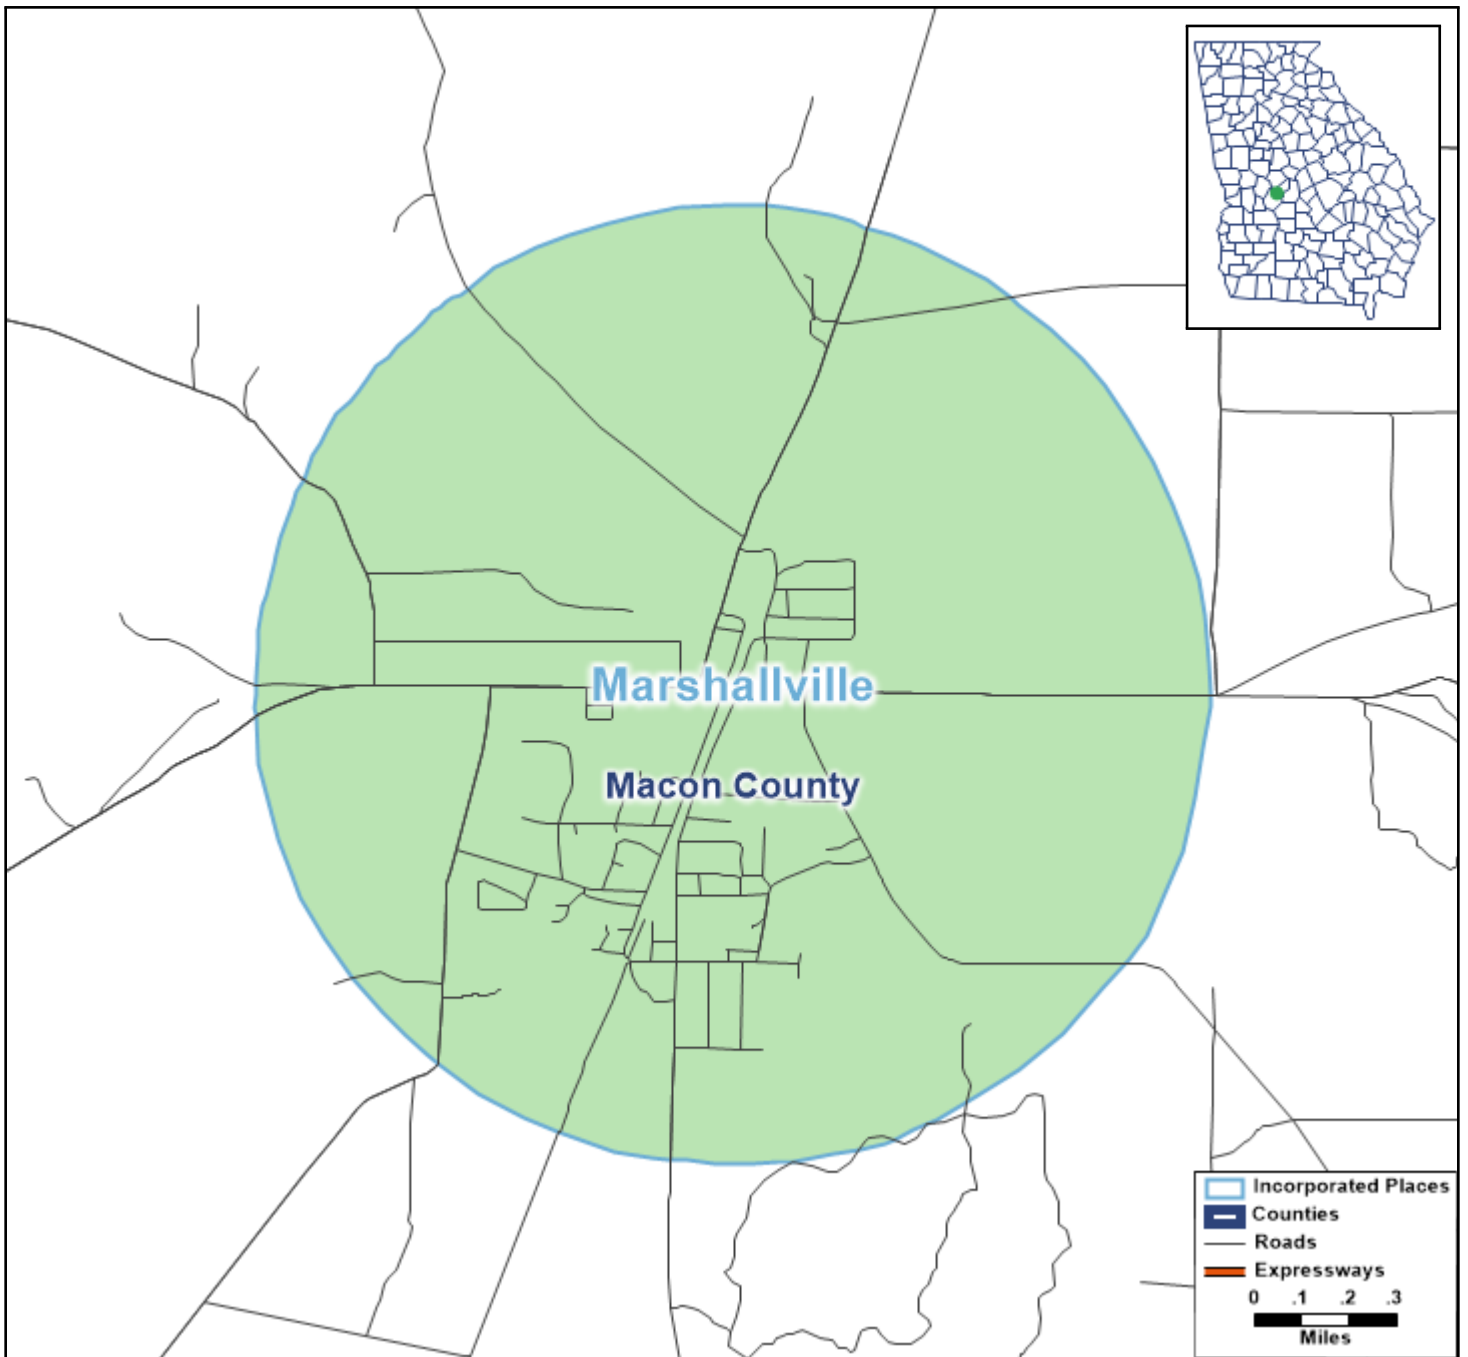 Marshallville
Macon County
Incorporated Places
Counties
Roads
Expressways
0 .1 .2 .3
Miles